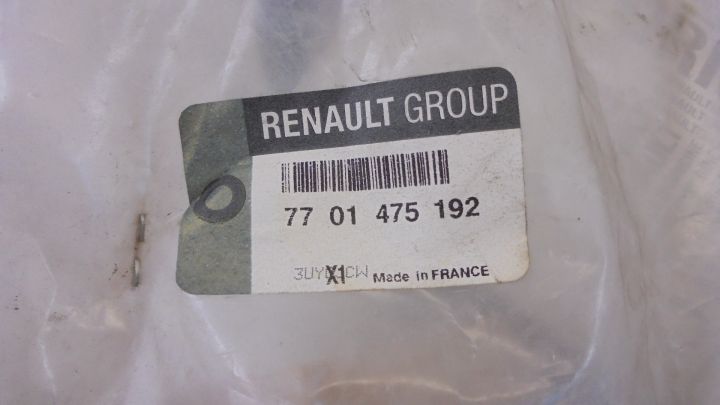 RENAULT GROUP
77 01 475 192
X1 Made in FRANCE